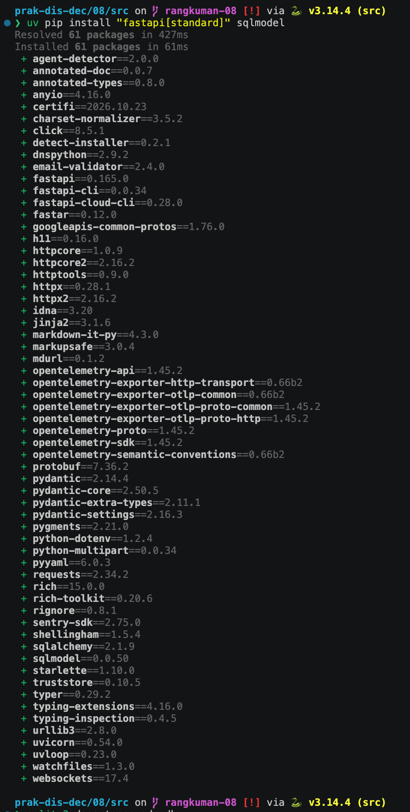 prak-dis-dec/08/src on rangkuman-08 [!] via v3.14.4 (src)
❯ uv pip install "fastapi[standard]" sqlmodel
Resolved 61 packages in 427ms
Installed 61 packages in 61ms
+ agent-detector==2.0.0
+ annotated-doc==0.0.7
+ annotated-types==0.8.0
+ anyio==4.16.0
+ certifi==2026.10.23
+ charset-normalizer==3.5.2
+ click==8.5.1
+ detect-installer==0.2.1
+ dnspython==2.9.2
+ email-validator==2.4.0
+ fastapi==0.165.0
+ fastapi-cli==0.0.34
+ fastapi-cloud-cli==0.28.0
+ fastar==0.12.0
+ googleapis-common-protos==1.76.0
+ h11==0.16.0
+ httpcore==1.0.9
+ httpcore2==2.16.2
+ httptools==0.9.0
+ httpx==0.28.1
+ httpx2==2.16.2
+ idna==3.20
+ jinja2==3.1.6
+ markdown-it-py==4.3.0
+ markupsafe==3.0.4
+ mdurl==0.1.2
+ opentelemetry-api==1.45.2
+ opentelemetry-exporter-http-transport==0.66b2
+ opentelemetry-exporter-otlp-common==0.66b2
+ opentelemetry-exporter-otlp-proto-common==1.45.2
+ opentelemetry-exporter-otlp-proto-http==1.45.2
+ opentelemetry-proto==1.45.2
+ opentelemetry-sdk==1.45.2
+ opentelemetry-semantic-conventions==0.66b2
+ protobuf==7.36.2
+ pydantic==2.14.4
+ pydantic-core==2.50.5
+ pydantic-extra-types==2.11.1
+ pydantic-settings==2.16.3
+ pygments==2.21.0
+ python-dotenv==1.2.4
+ python-multipart==0.0.34
+ pyyaml==6.0.3
+ requests==2.34.2
+ rich==15.0.0
+ rich-toolkit==0.20.6
+ rignore==0.8.1
+ sentry-sdk==2.75.0
+ shellingham==1.5.4
+ sqlalchemy==2.1.9
+ sqlmodel==0.0.50
+ starlette==1.10.0
+ truststore==0.10.5
+ typer==0.29.2
+ typing-extensions==4.16.0
+ typing-inspection==0.4.5
+ urllib3==2.8.0
+ uvicorn==0.54.0
+ uvloop==0.23.0
+ watchfiles==1.3.0
+ websockets==17.4
prak-dis-dec/08/src on rangkuman-08 [!] via v3.14.4 (src)